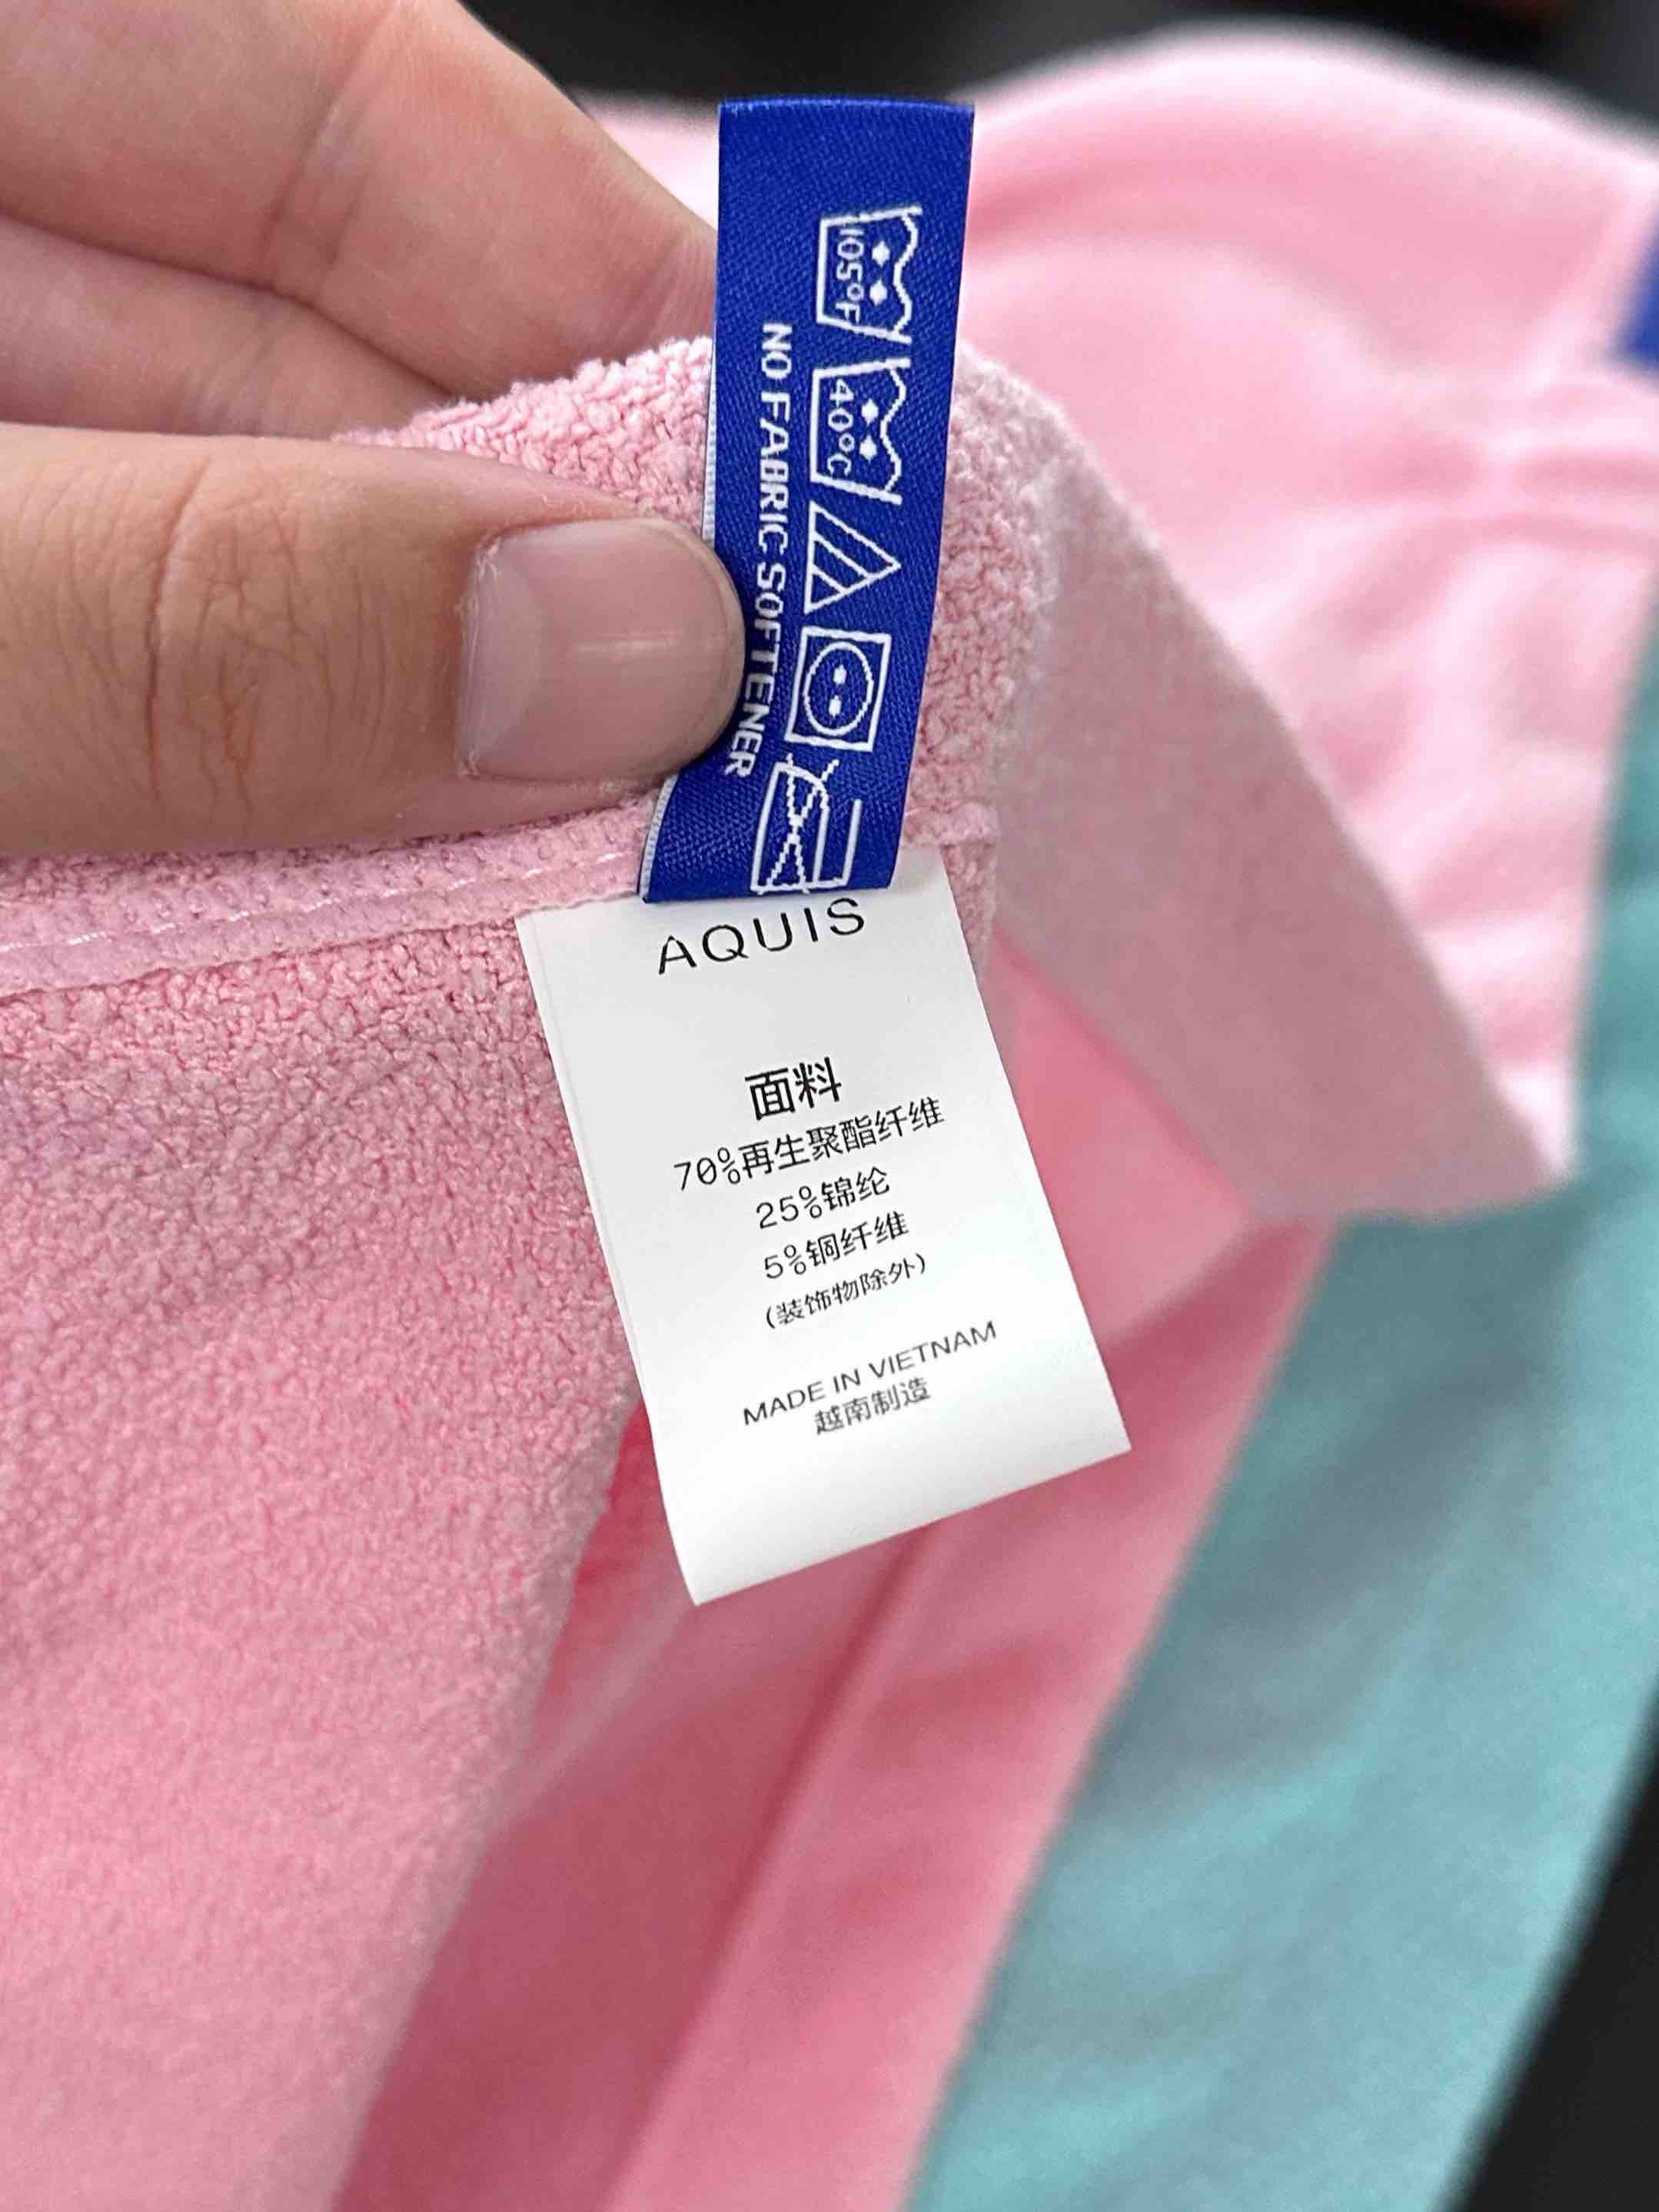 105°F
40°C
NO FABRIC SOFTENER
AQUIS
面料
70%再生聚酯纤维
25%锦纶
5%铜纤维
(装饰物除外)
MADE IN VIETNAM
越南制造